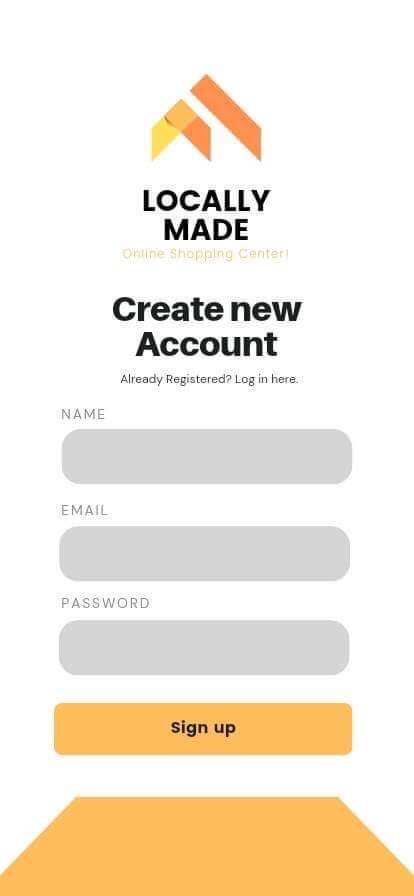 LOCALLY
MADE
Online Shopping Center!
Create new
Account
Already Registered? Log in here.
NAME
EMAIL
PASSWORD
Sign up